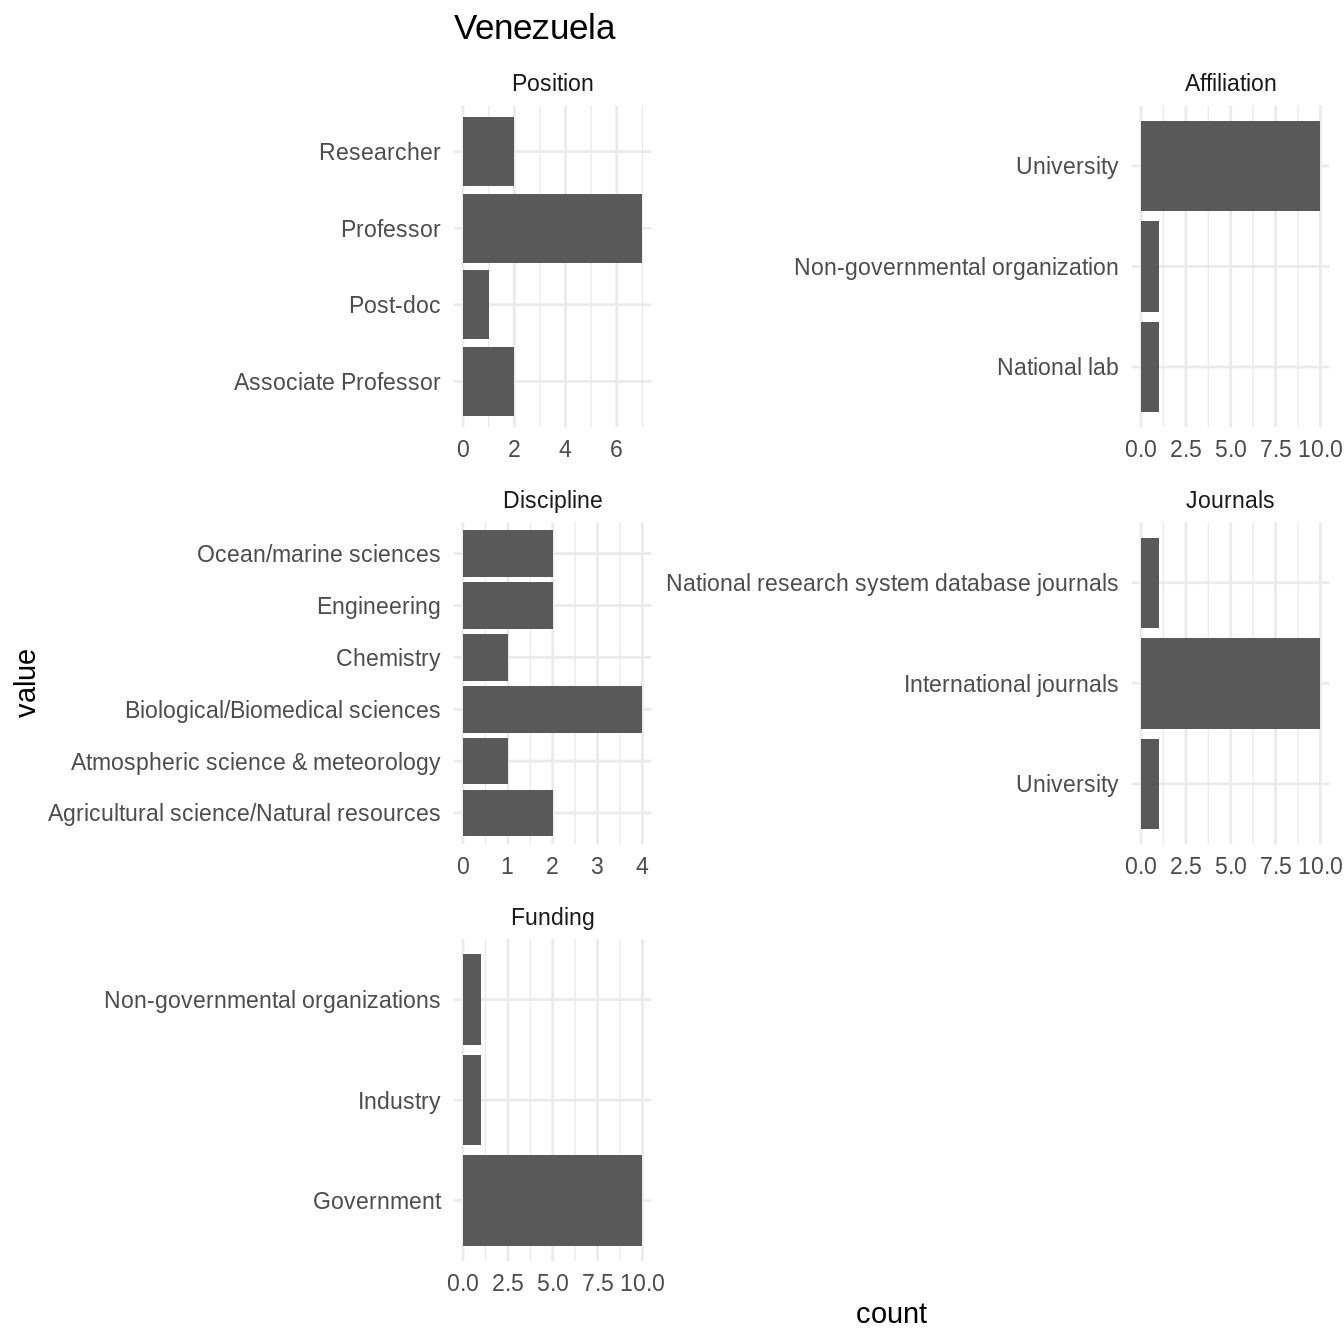 Venezuela
Position
Researcher
Professor
Post-doc
Associate Professor
0 2 4 6
Affiliation
University
Non-governmental organization
National lab
0.0 2.5 5.0 7.5 10.0
Discipline
Ocean/marine sciences
Engineering
Chemistry
Biological/Biomedical sciences
Atmospheric science & meteorology
Agricultural science/Natural resources
0 1 2 3 4
Journals
National research system database journals
International journals
University
0.0 2.5 5.0 7.5 10.0
Funding
Non-governmental organizations
Industry
Government
0.0 2.5 5.0 7.5 10.0
value
count